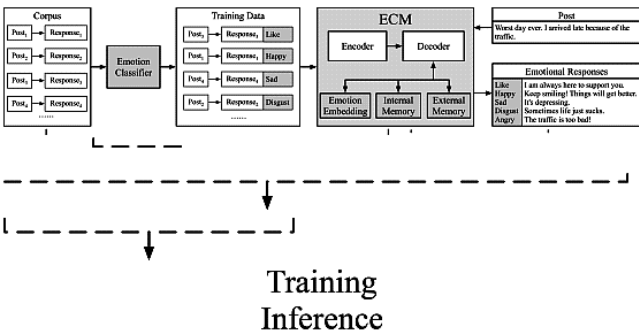 Corpus
Post₁ Response₁
Post₂ Response₂
Post₃ Response₃
Post₄ Response₄
......
Emotion
Classifier
Training Data
Post₃ Response₃ Like
Post₁ Response₁ Happy
Post₄ Response₄ Sad
Post₂ Response₂ Disgust
......
ECM
Encoder
Decoder
Emotion
Embedding
Internal
Memory
External
Memory
Post
Worst day ever. I arrived late because of the
traffic.
Emotional Responses
Like I am always here to support you.
Happy Keep smiling! Things will get better.
Sad It's depressing.
Disgust Sometimes life just sucks.
Angry The traffic is too bad!
Training
Inference